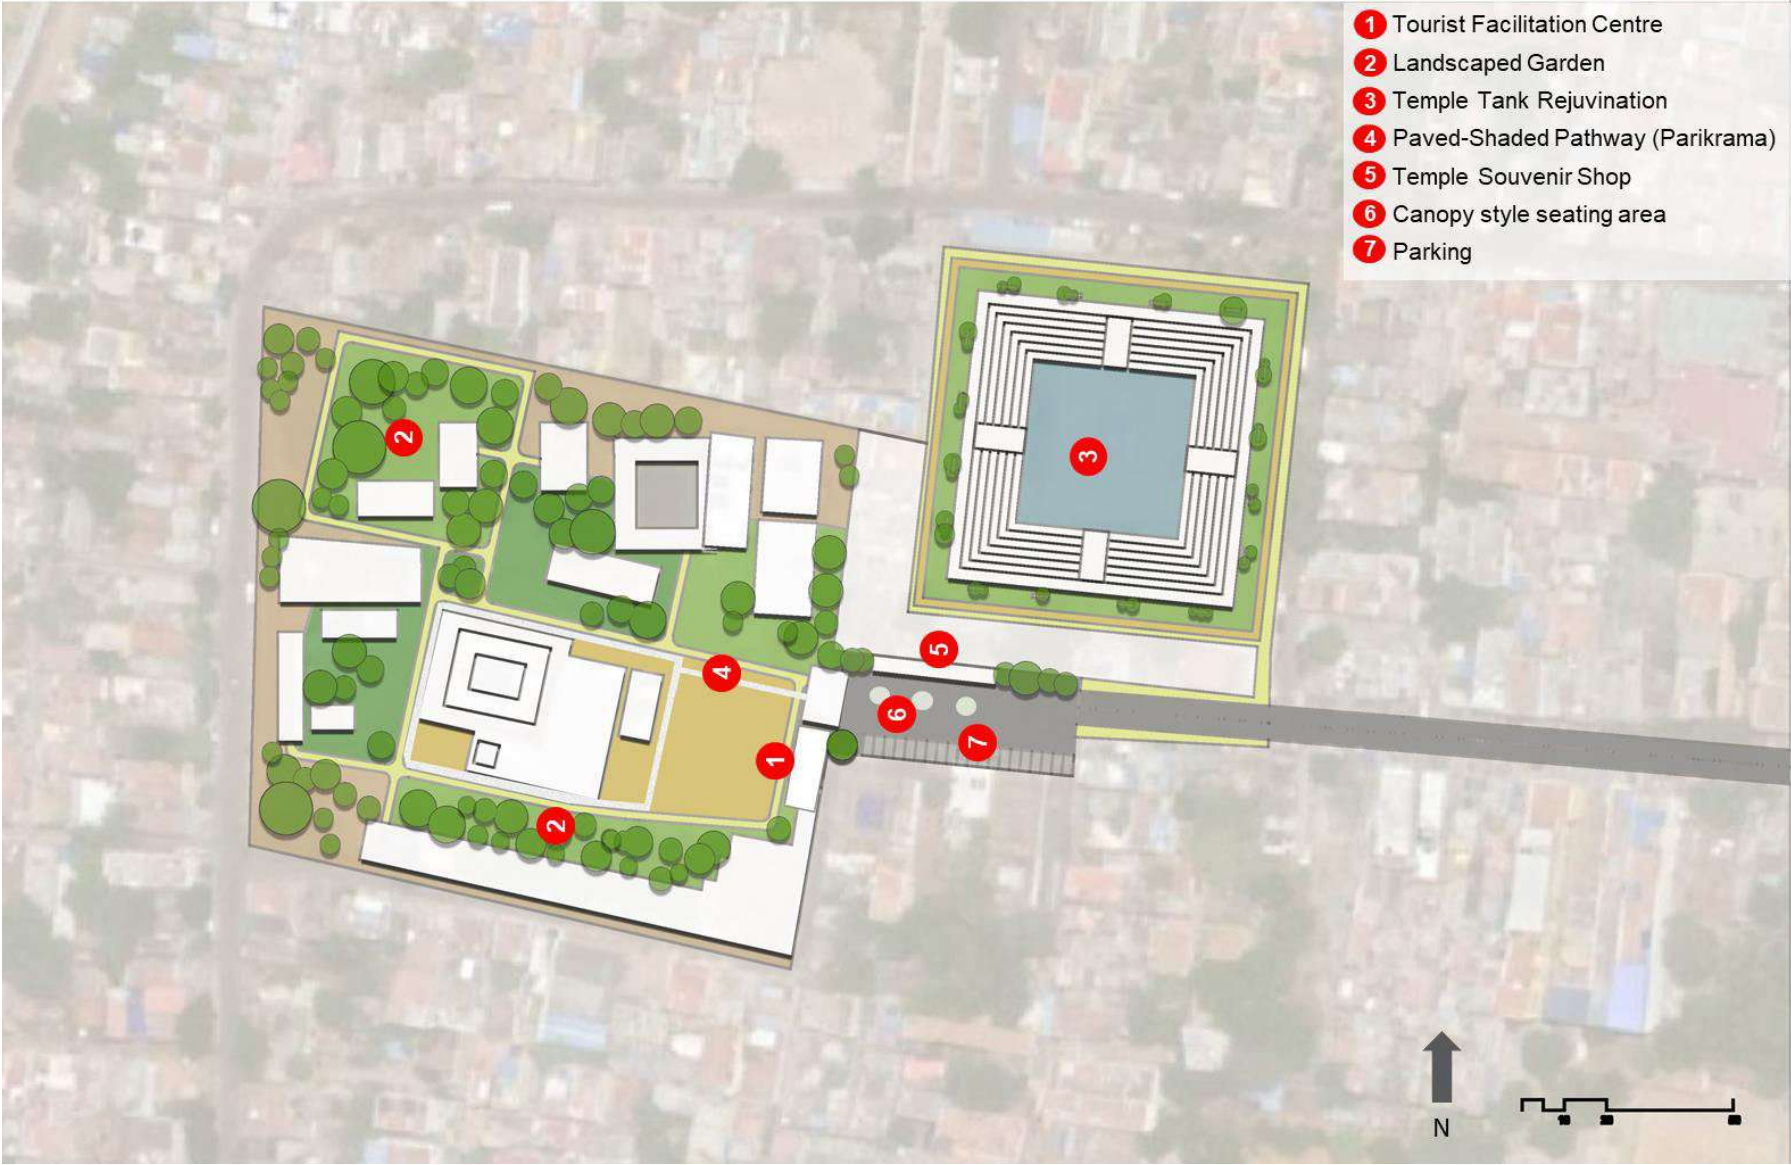 1 Tourist Facilitation Centre
2 Landscaped Garden
3 Temple Tank Rejuvination
4 Paved-Shaded Pathway (Parikrama)
5 Temple Souvenir Shop
6 Canopy style seating area
7 Parking
2
3
5
4
6
7
1
2
N